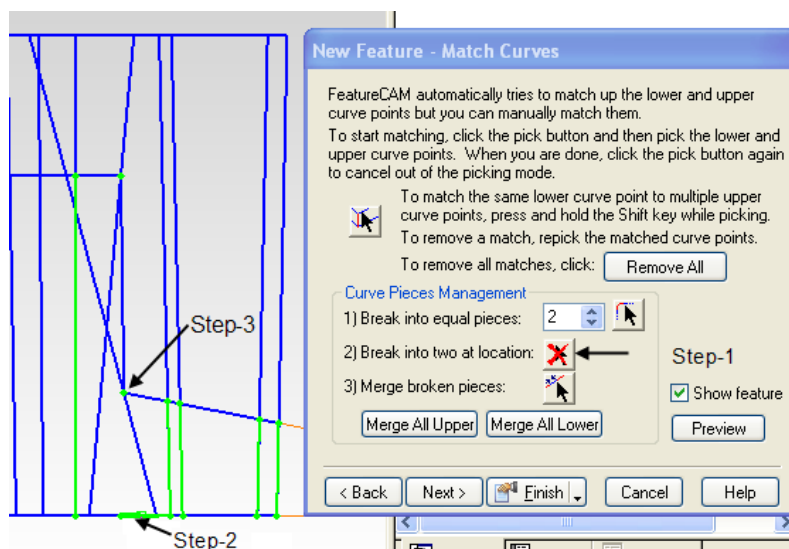 New Feature - Match Curves
FeatureCAM automatically tries to match up the lower and upper
curve points but you can manually match them.
To start matching, click the pick button and then pick the lower and
upper curve points. When you are done, click the pick button again
to cancel out of the picking mode.
To match the same lower curve point to multiple upper
curve points, press and hold the Shift key while picking.
To remove a match, repick the matched curve points.
To remove all matches, click: Remove All
Curve Pieces Management
1) Break into equal pieces: 2
2) Break into two at location:
Step-1
3) Merge broken pieces:
Show feature
Merge All Upper Merge All Lower
Preview
< Back Next > Finish Cancel Help
Step-3
Step-2